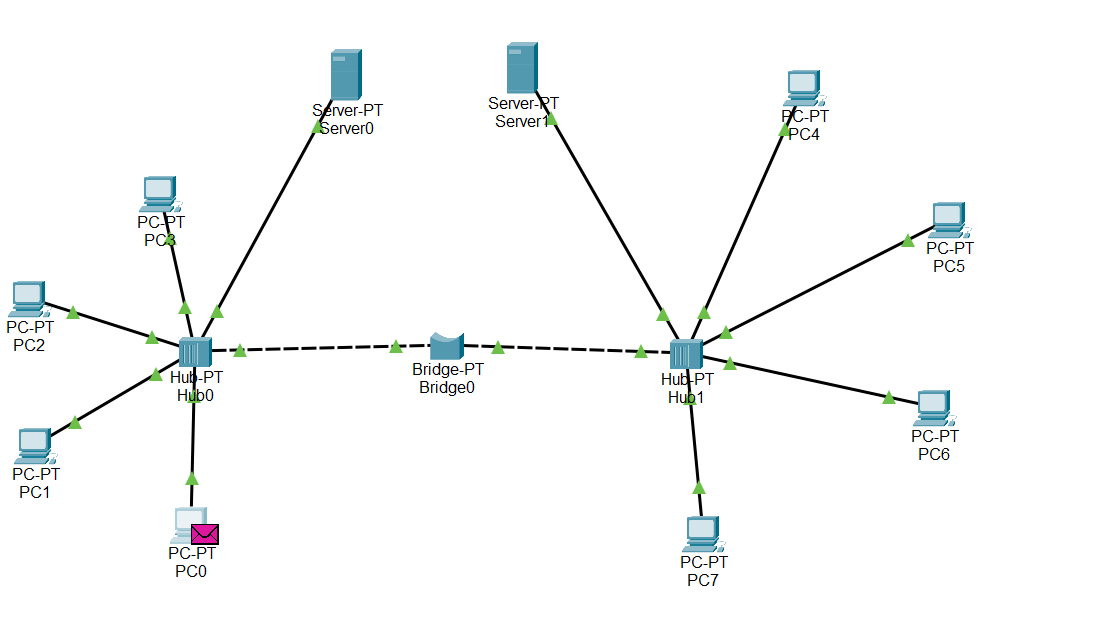 Server-PT
Server0
Server-PT
Server1
PC-PT
PC4
PC-PT
PC3
PC-PT
PC5
PC-PT
PC2
Bridge-PT
Bridge0
Hub-PT
Hub0
Hub-PT
Hub1
PC-PT
PC6
PC-PT
PC1
PC-PT
PC0
PC-PT
PC7